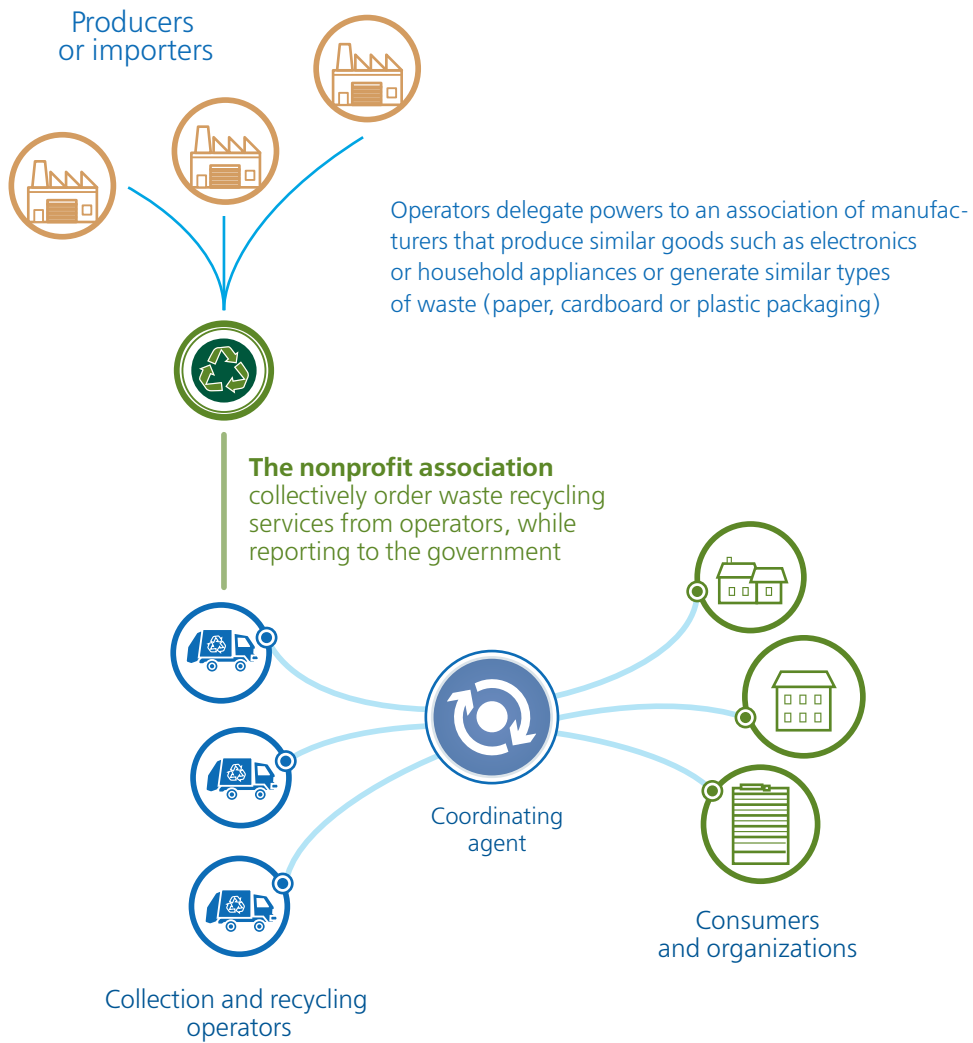 Producers
or importers
Operators delegate powers to an association of manufac-
turers that produce similar goods such as electronics
or household appliances or generate similar types
of waste (paper, cardboard or plastic packaging)
The nonprofit association
collectively order waste recycling
services from operators, while
reporting to the government
Coordinating
agent
Consumers
and organizations
Collection and recycling
operators